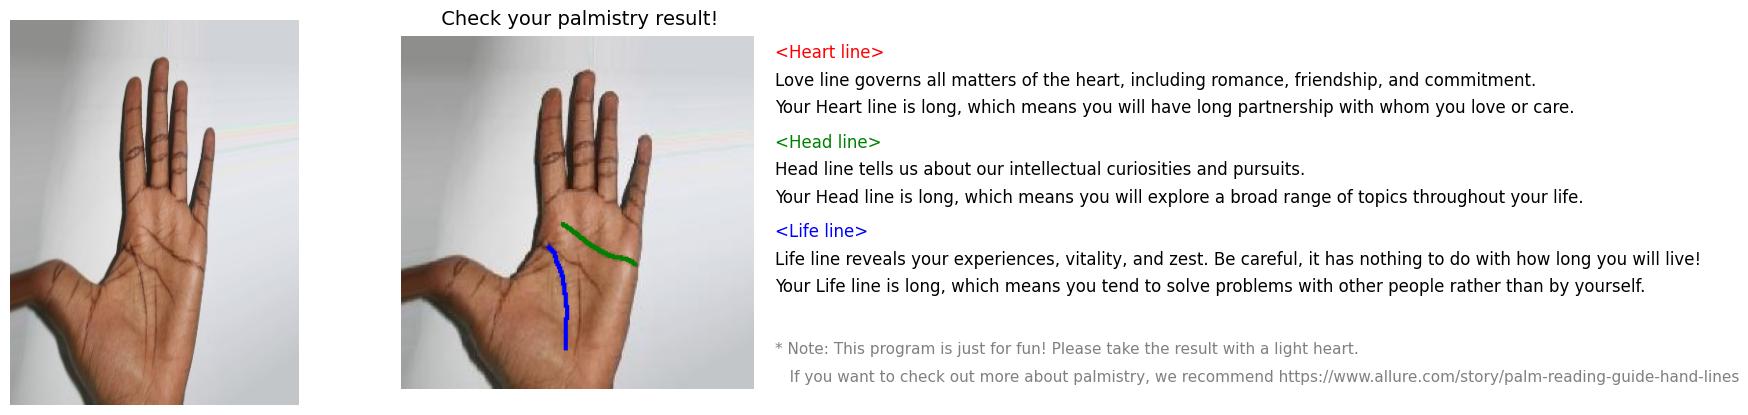 Check your palmistry result!
<Heart line>
Love line governs all matters of the heart, including romance, friendship, and commitment.
Your Heart line is long, which means you will have long partnership with whom you love or care.
<Head line>
Head line tells us about our intellectual curiosities and pursuits.
Your Head line is long, which means you will explore a broad range of topics throughout your life.
<Life line>
Life line reveals your experiences, vitality, and zest. Be careful, it has nothing to do with how long you will live!
Your Life line is long, which means you tend to solve problems with other people rather than by yourself.
* Note: This program is just for fun! Please take the result with a light heart.
If you want to check out more about palmistry, we recommend https://www.allure.com/story/palm-reading-guide-hand-lines